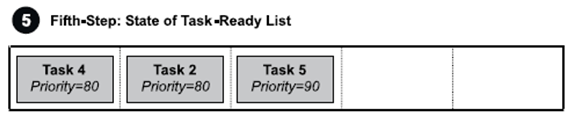 5 Fifth-Step: State of Task-Ready List
Task 4 Task 2 Task 5
Priority=80 Priority=80 Priority=90